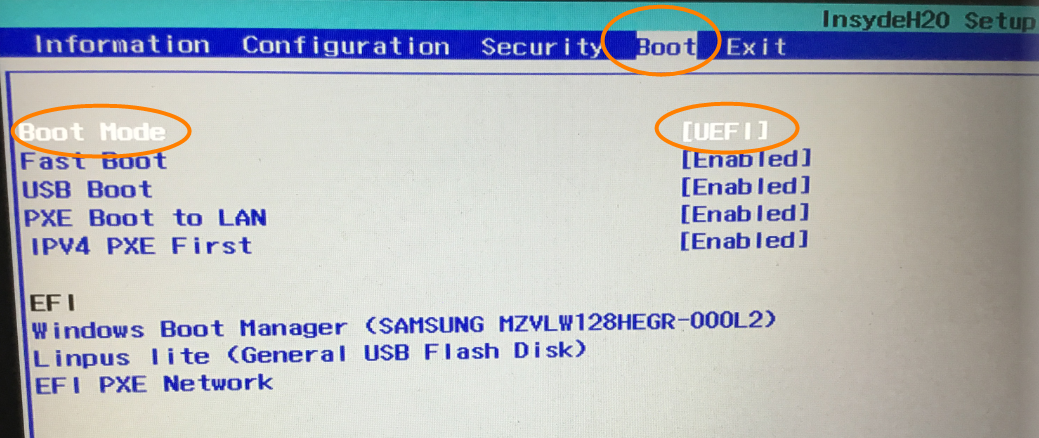 InsydeH20 Setup
Information Configuration Security Boot Exit
Boot Mode [UEFI]
Fast Boot [Enabled]
USB Boot [Enabled]
PXE Boot to LAN [Enabled]
IPV4 PXE First [Enabled]
EFI
Windows Boot Manager (SAMSUNG MZVLW128HEGR-000L2)
Linpus lite (General USB Flash Disk)
EFI PXE Network